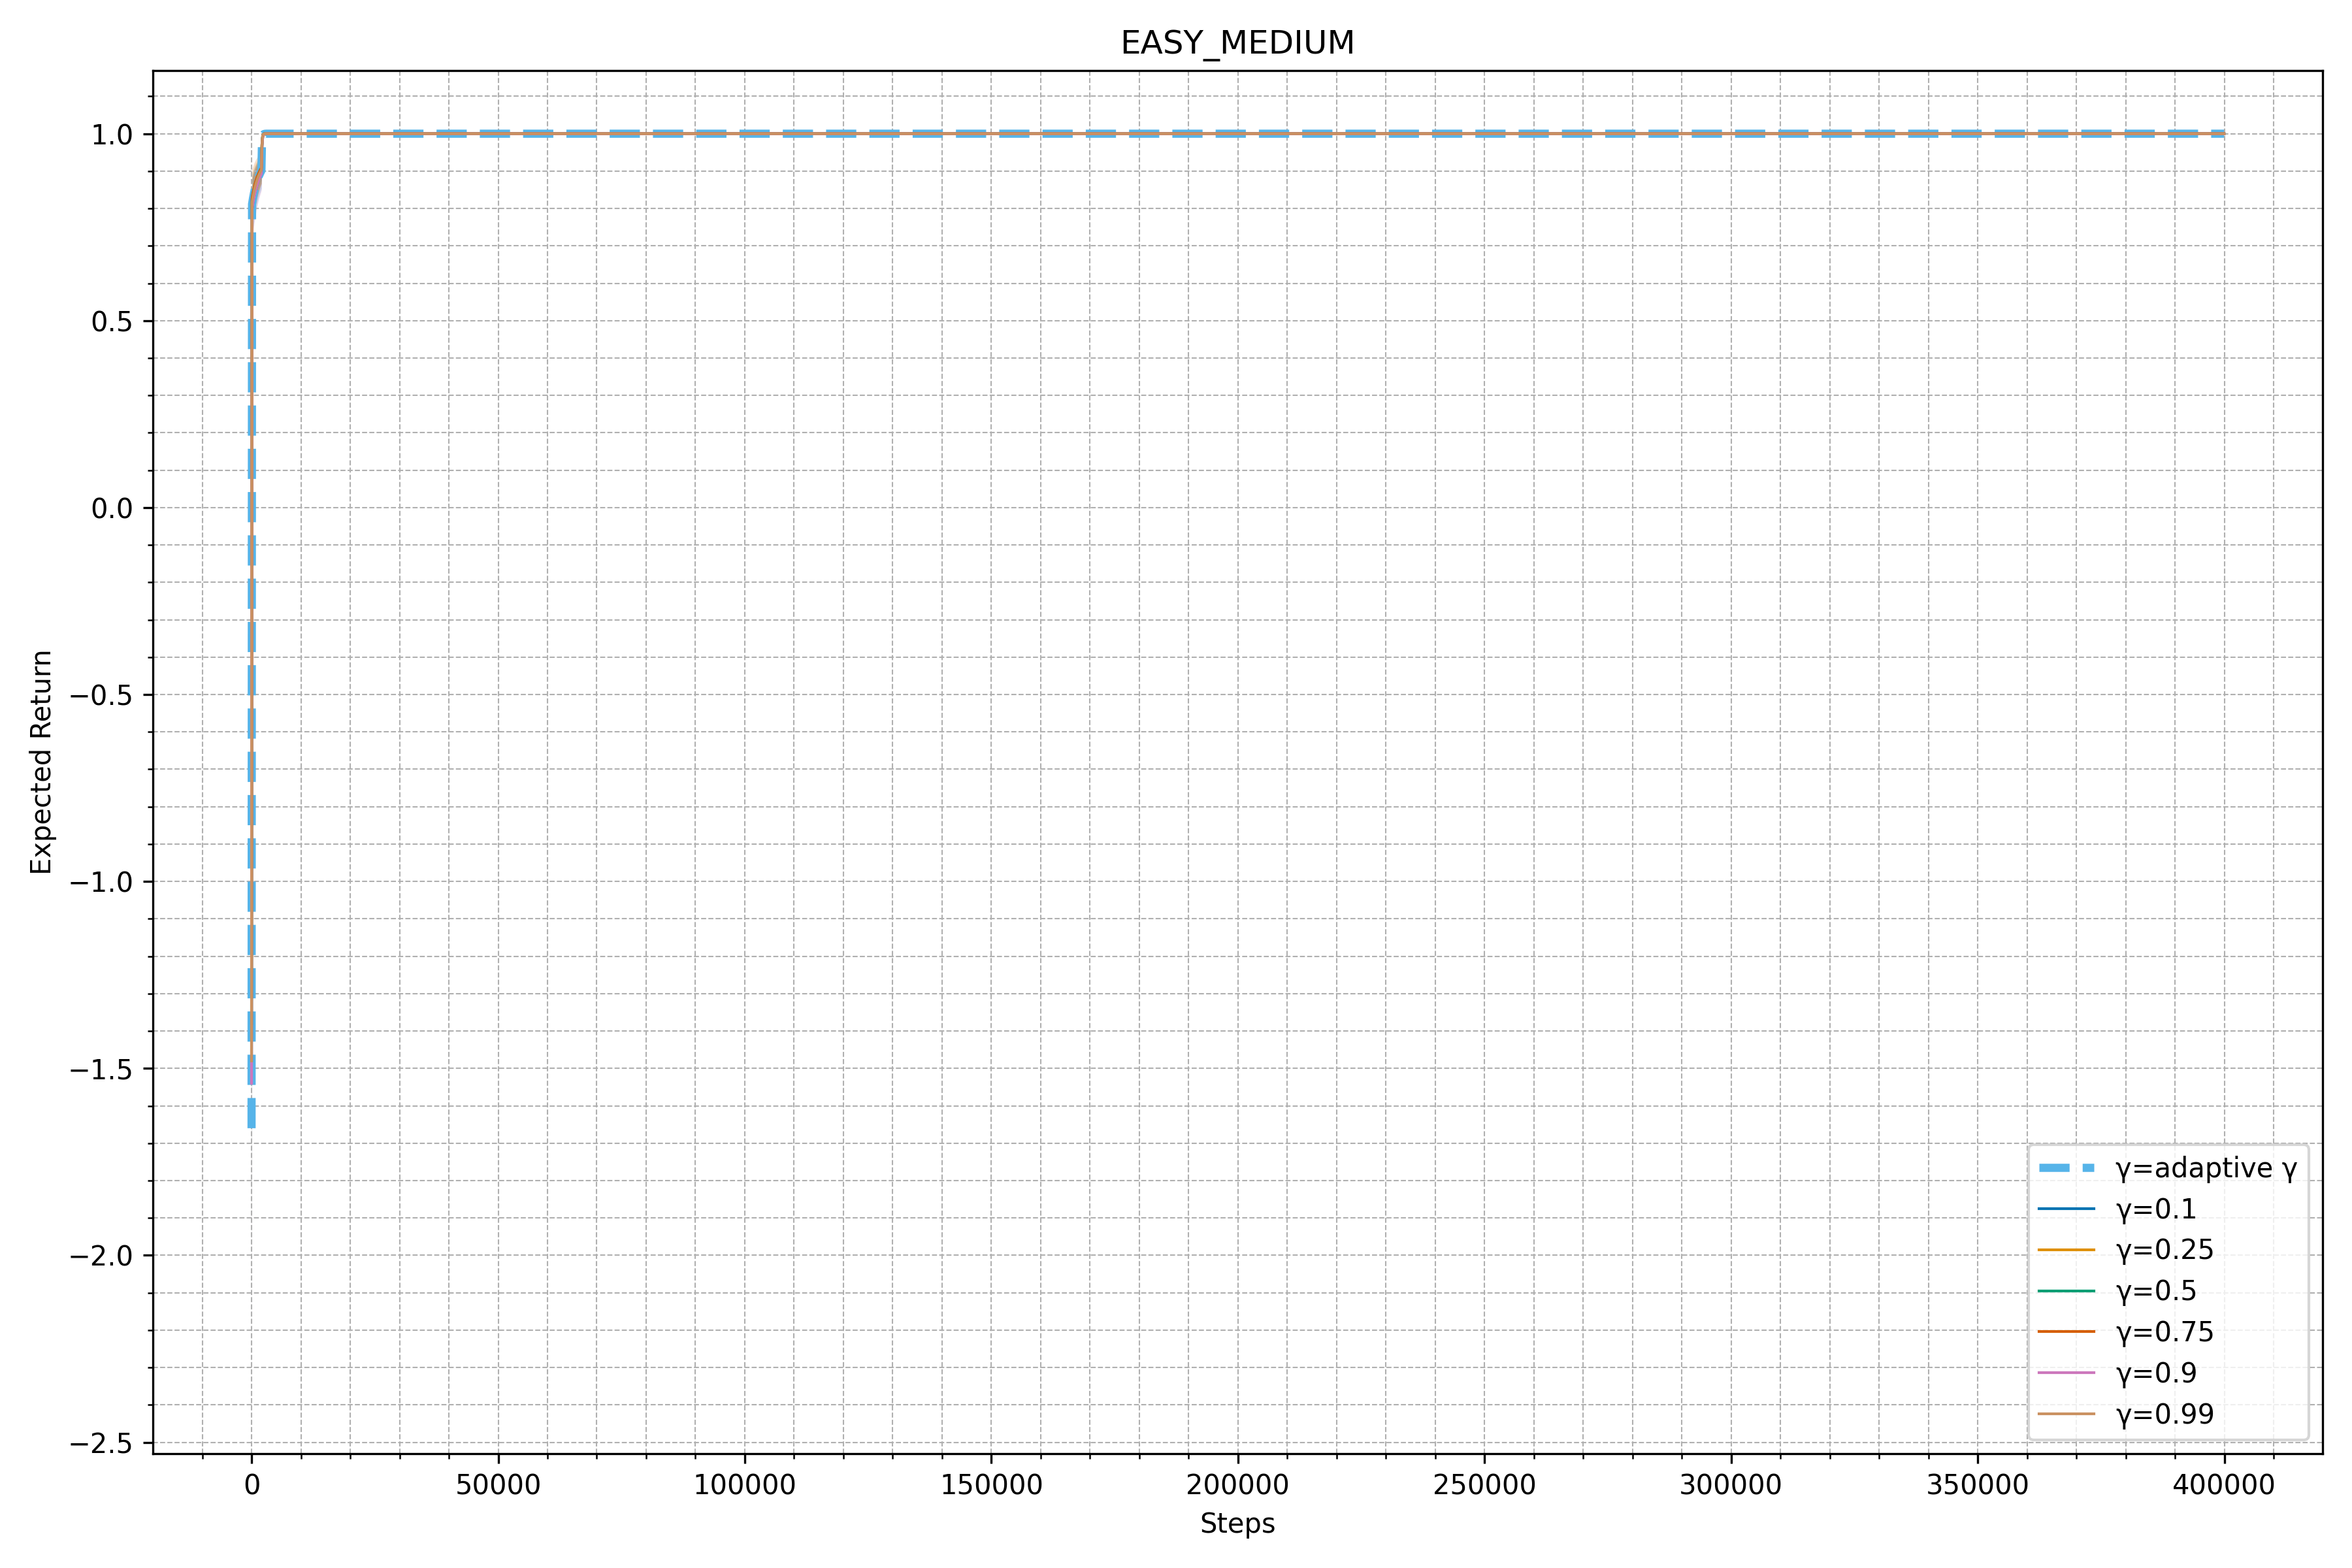 EASY_MEDIUM
Expected Return
1.0
0.5
0.0
−0.5
−1.0
−1.5
−2.0
−2.5
γ=adaptive γ
γ=0.1
γ=0.25
γ=0.5
γ=0.75
γ=0.9
γ=0.99
0 50000 100000 150000 200000 250000 300000 350000 400000
Steps